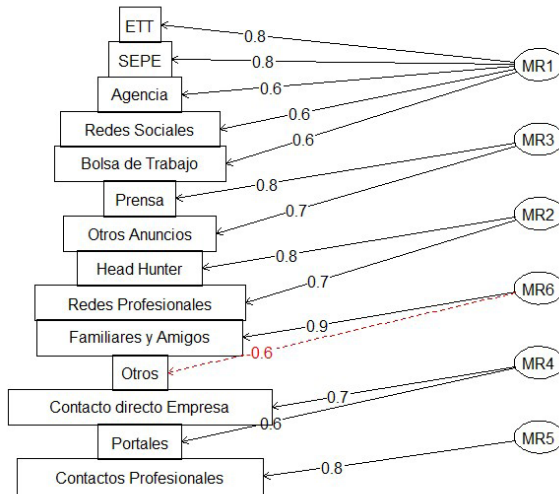 ETT
0.8
SEPE
0.8
MR1
Agencia
0.6
Redes Sociales
0.6
Bolsa de Trabajo
0.6
MR3
Prensa
0.8
Otros Anuncios
0.7
MR2
Head Hunter
0.8
Redes Profesionales
0.7
MR6
Familiares y Amigos
0.9
Otros
-0.6
MR4
Contacto directo Empresa
0.7
Portales
0.6
MR5
Contactos Profesionales
0.8